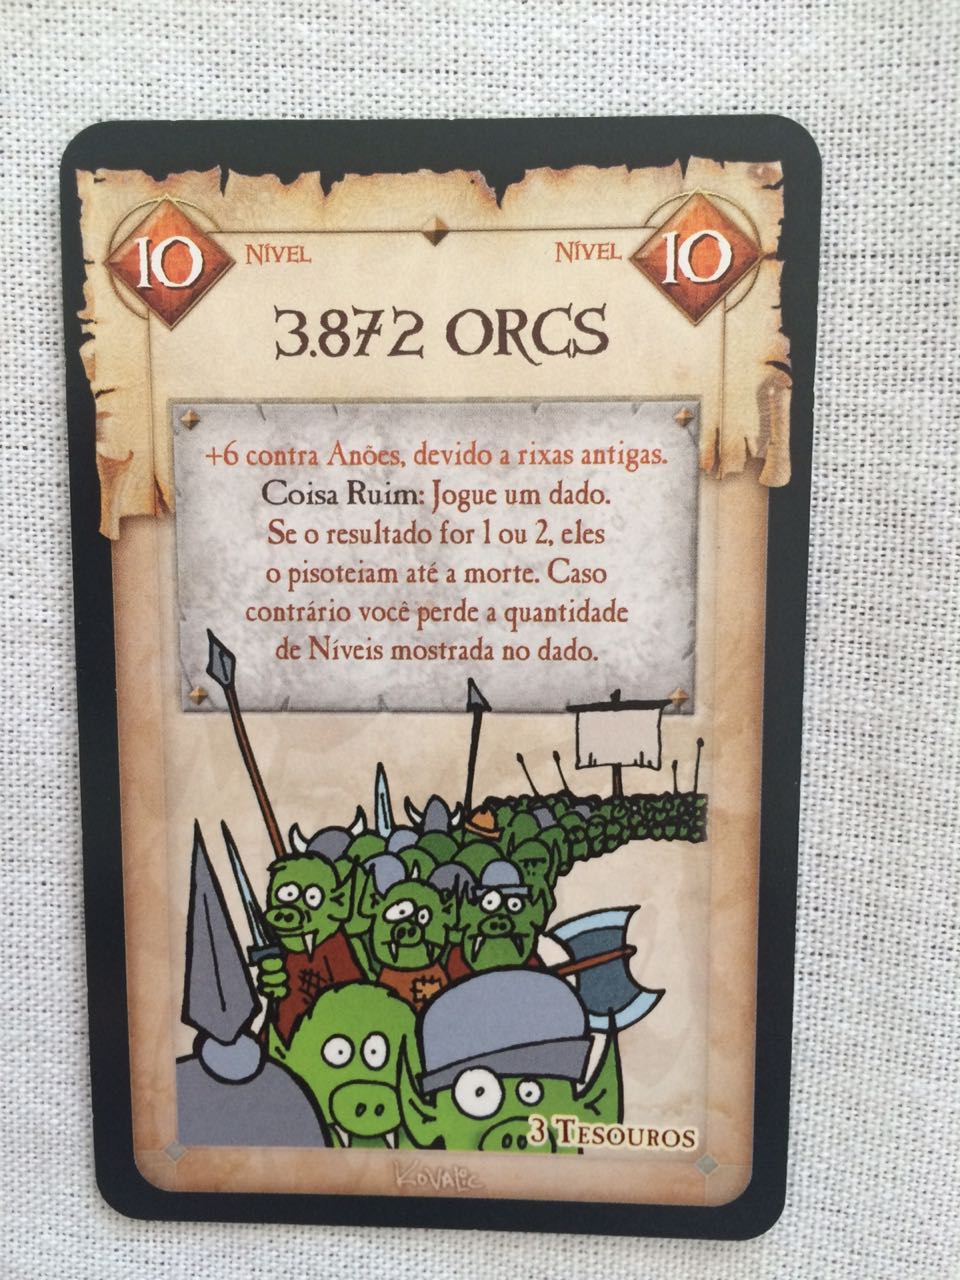 10 NÍVEL NÍVEL 10
3.872 ORCS
+6 contra Anões, devido a rixas antigas.
Coisa Ruim: Jogue um dado.
Se o resultado for 1 ou 2, eles
o pisoteiam até a morte. Caso
contrário você perde a quantidade
de Níveis mostrada no dado.
3 TESOUROS
KOVALIC